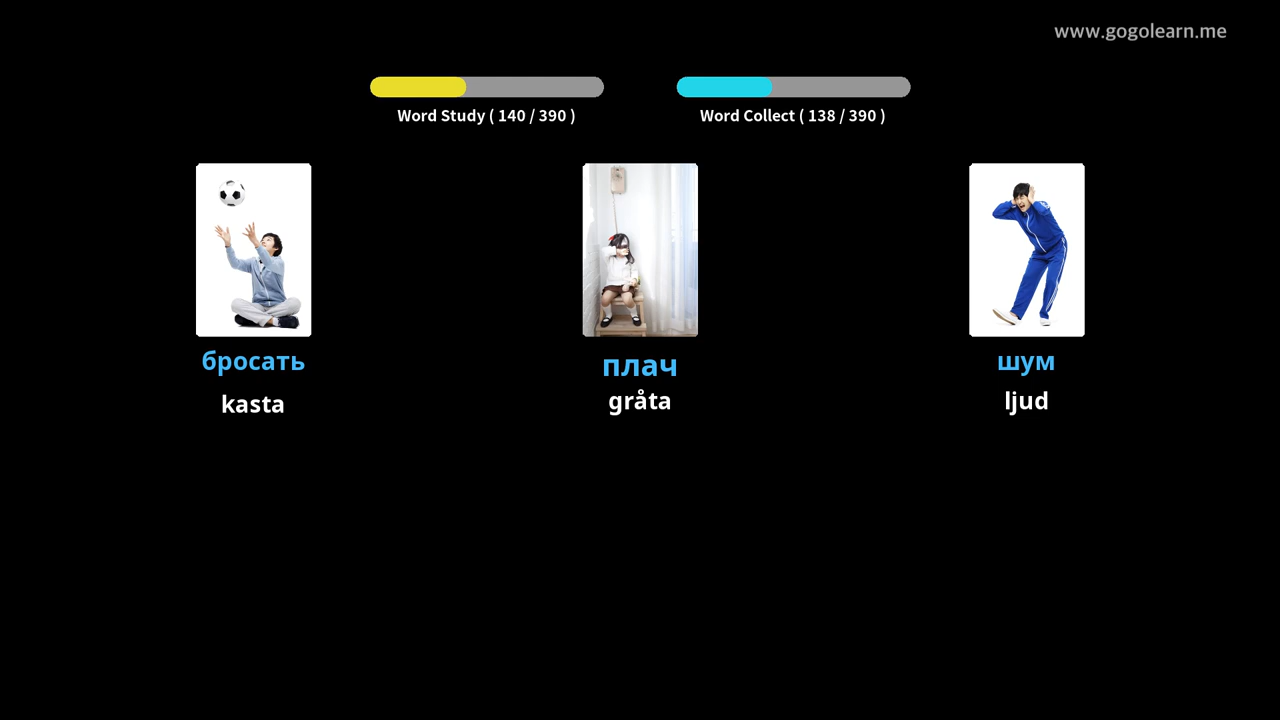 www.gogolearn.me
Word Study ( 140 / 390 )
Word Collect ( 138 / 390 )
бросать
плач
шум
kasta
gråta
ljud